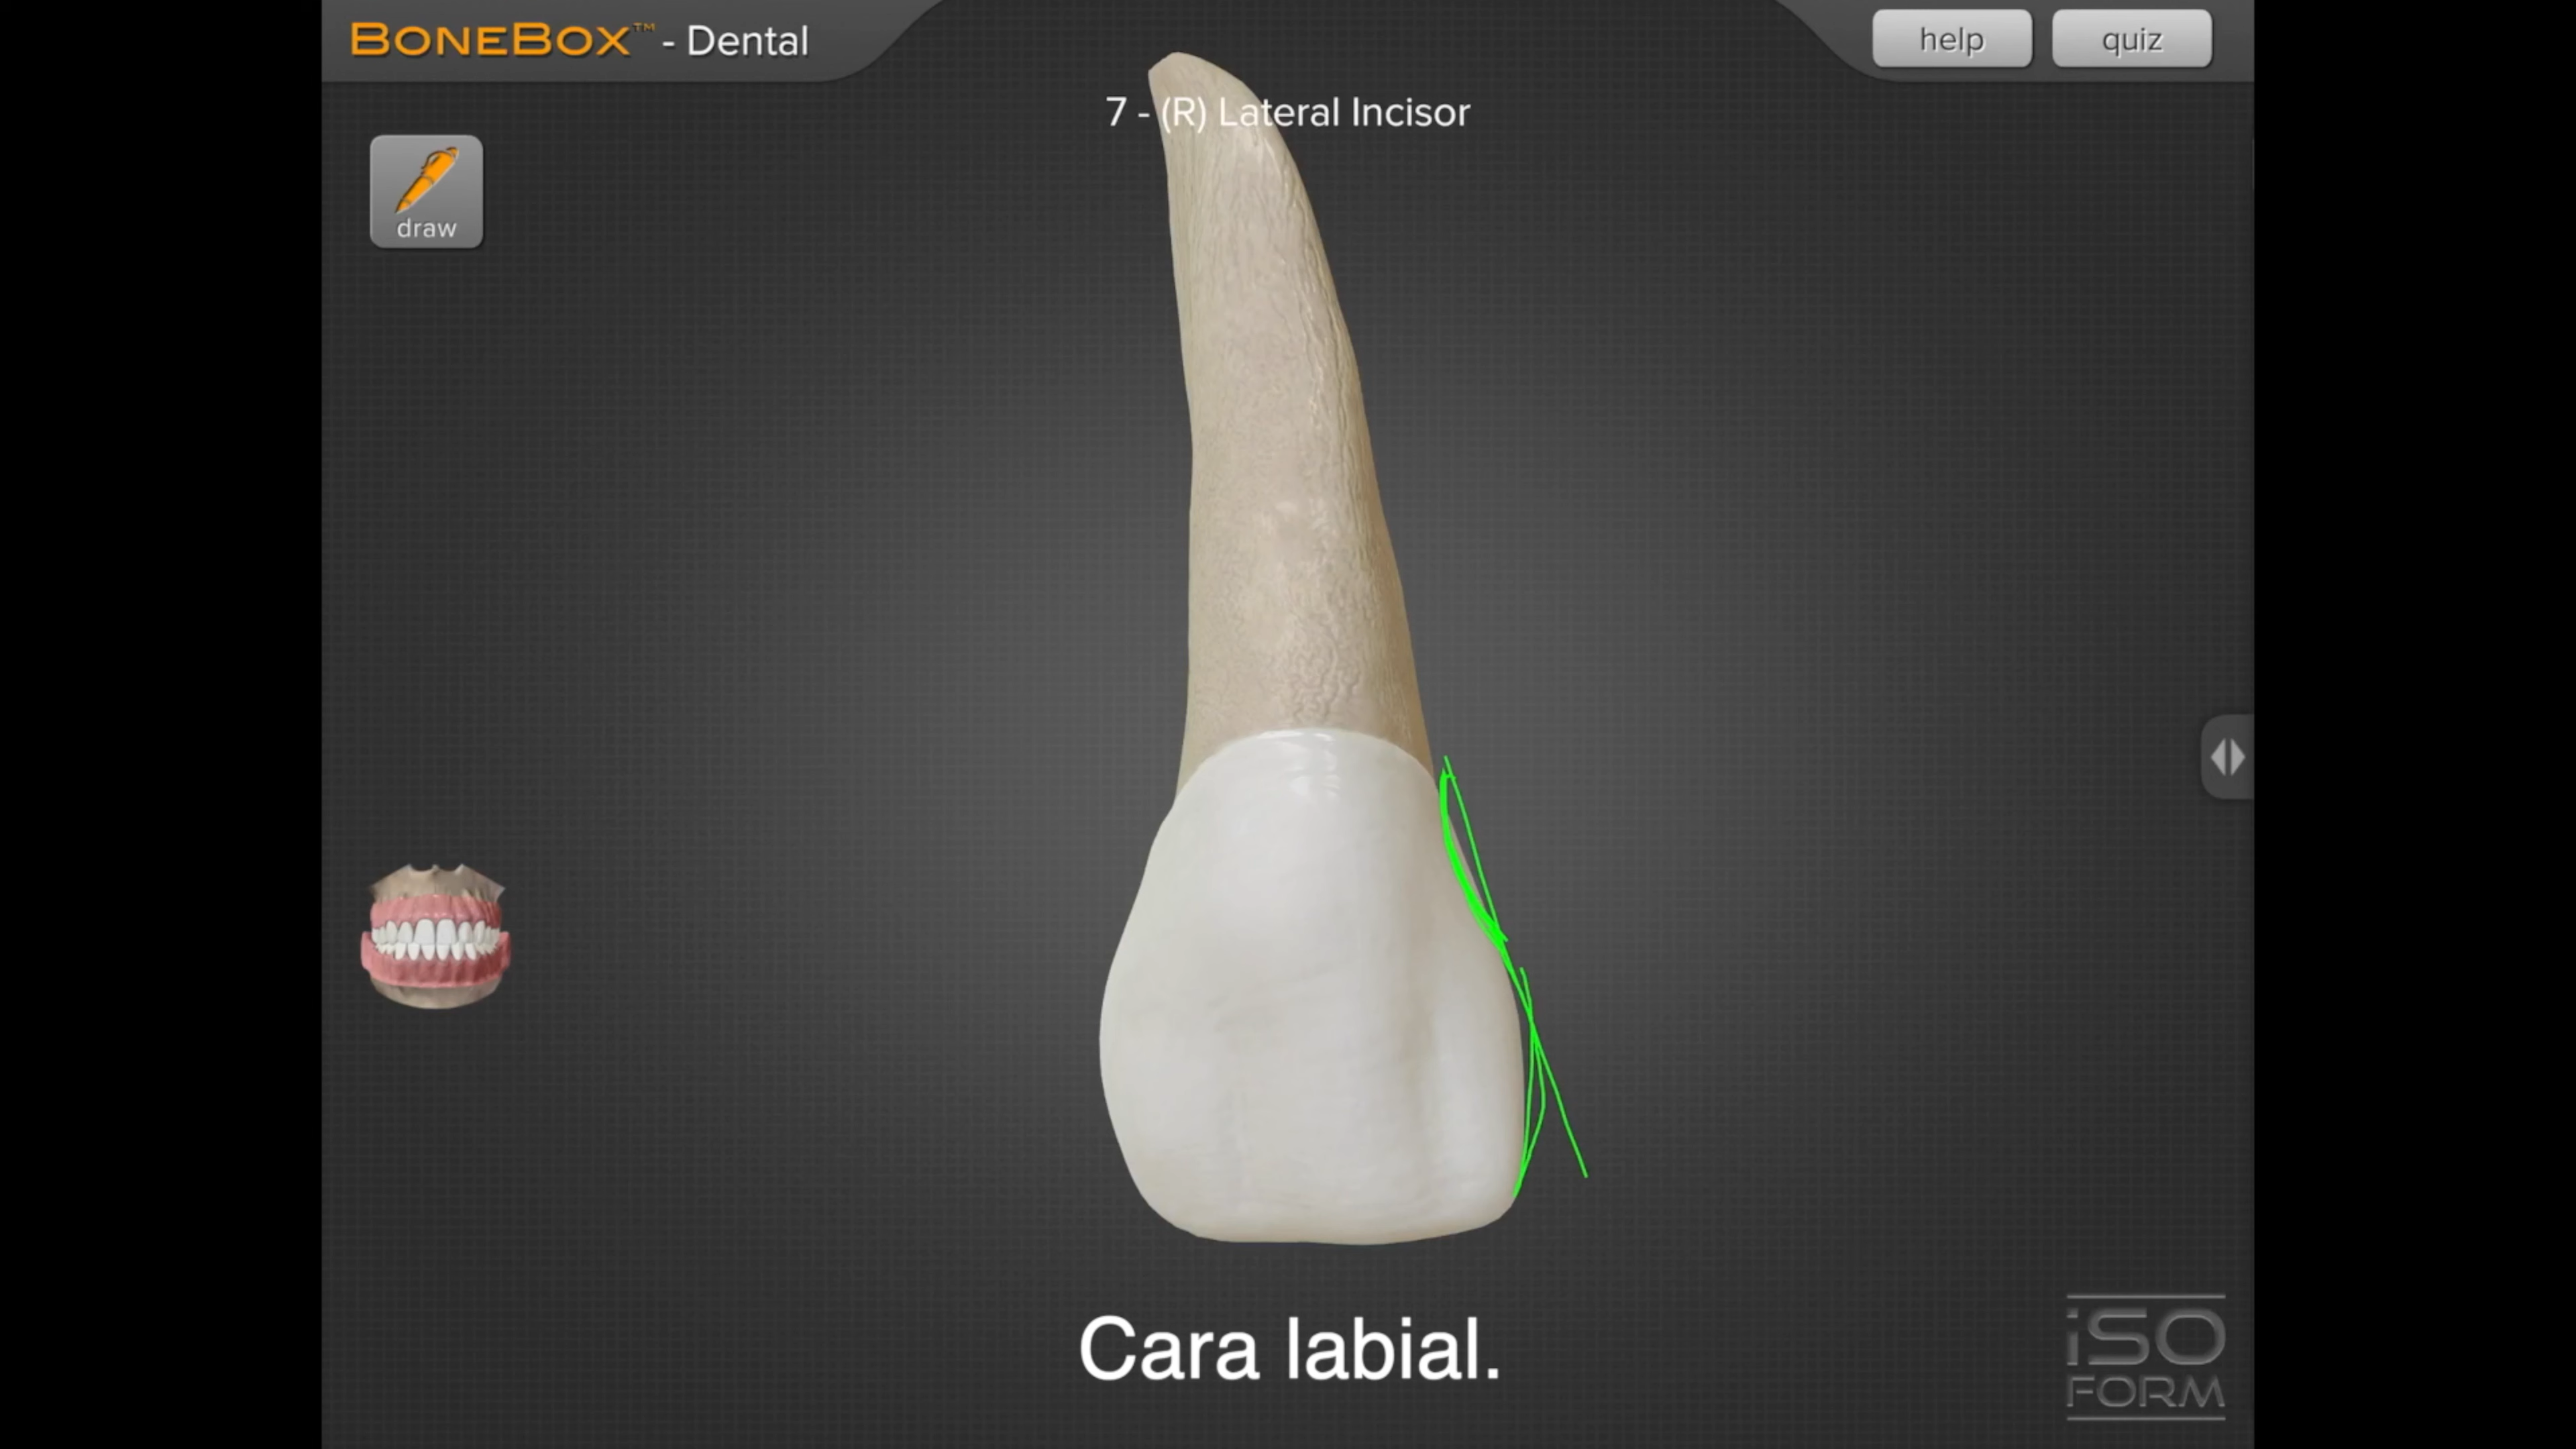 BONEBOX™ - Dental
help
quiz
7 - (R) Lateral Incisor
draw
Cara labial.
iSO
FORM